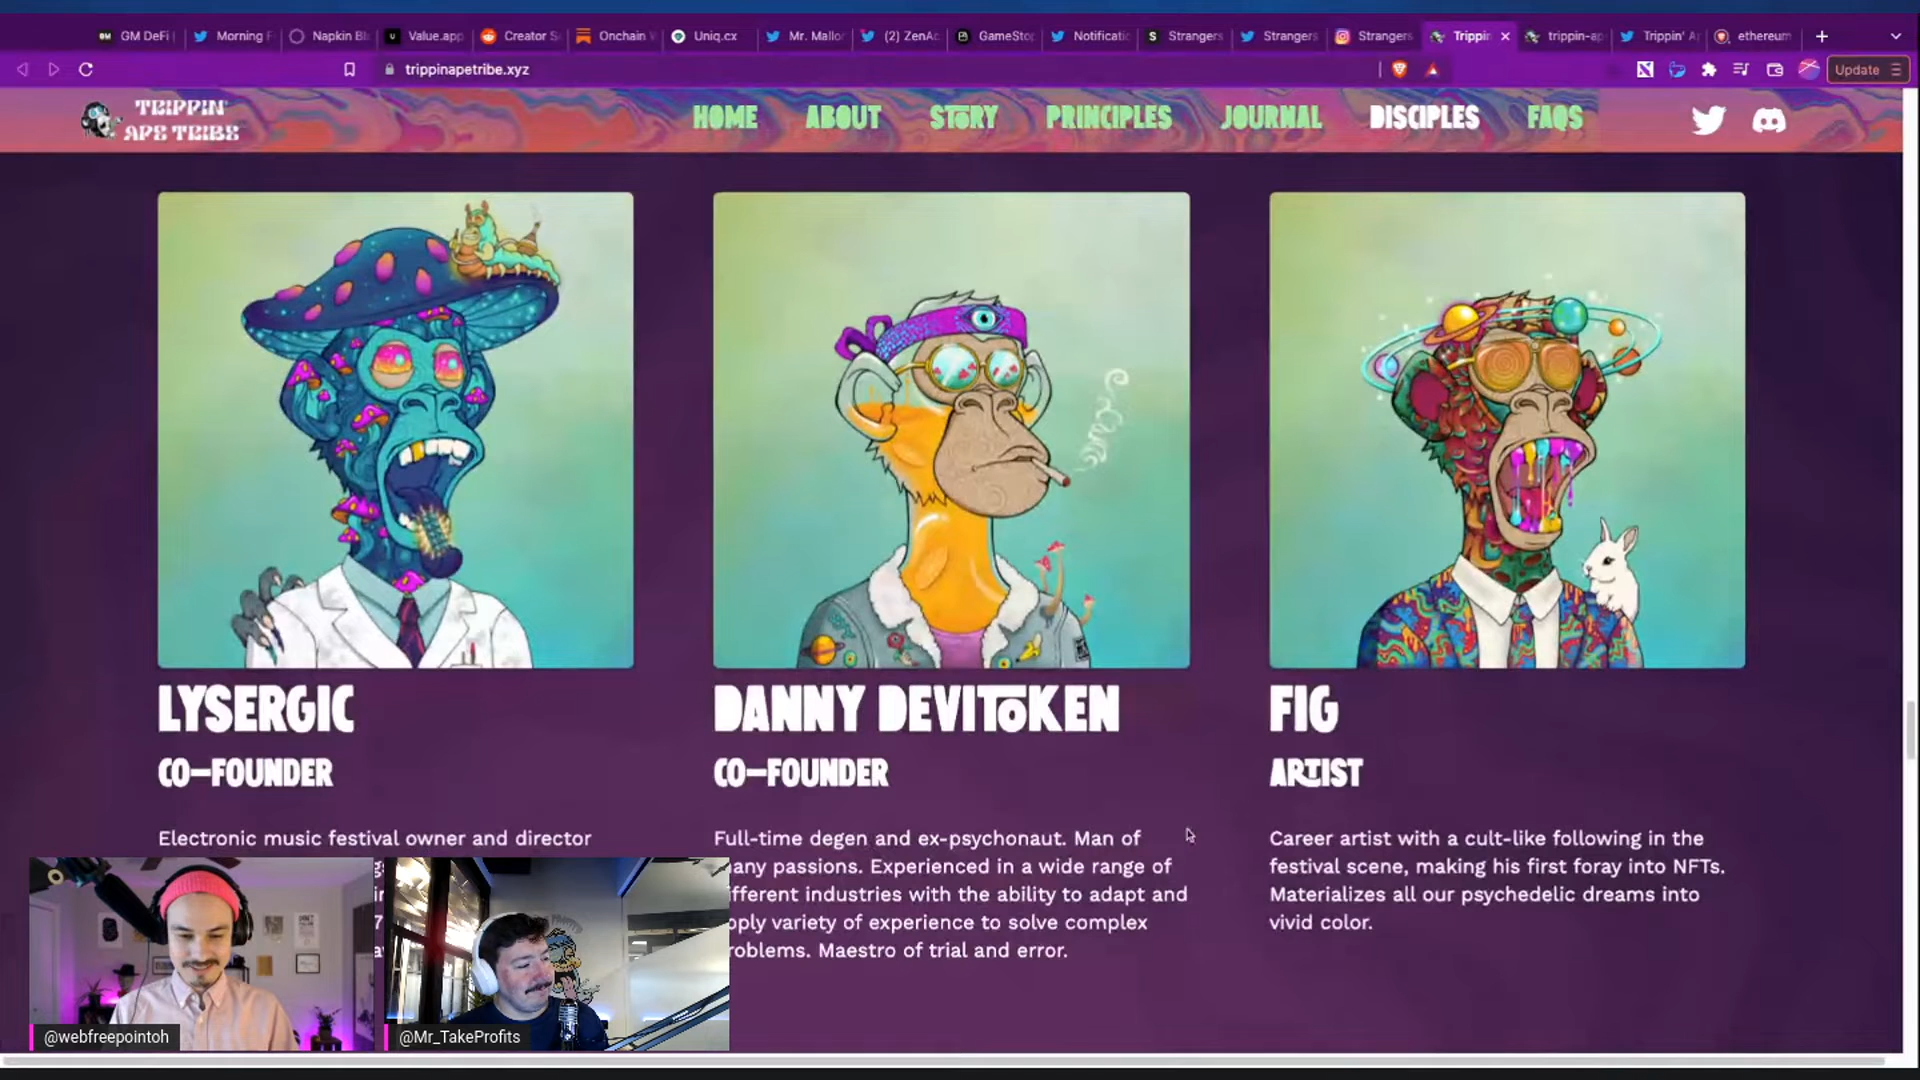 GM DeFi
Morning F
Napkin Bl
Value.app
Creator S
Onchain
Uniq.cx
Mr. Mallo
(2) ZenAc
GameStop
Notificatio
Strangers
Strangers
Strangers
Trippin'
trippin-ap
Trippin' A
ethereum
trippinapetribe.xyz
Update
TRIPPIN'
APE TRIBE
HOME ABOUT STORY PRINCIPLES JOURNAL DISCIPLES FAQS
LYSERGIC
CO-FOUNDER
Electronic music festival owner and director
DANNY DEVITOKEN
CO-FOUNDER
Full-time degen and ex-psychonaut. Man of
any passions. Experienced in a wide range of
fferent industries with the ability to adapt and
pply variety of experience to solve complex
roblems. Maestro of trial and error.
FIG
ARTIST
Career artist with a cult-like following in the
festival scene, making his first foray into NFTs.
Materializes all our psychedelic dreams into
vivid color.
@webfreepointoh
@Mr_TakeProfits